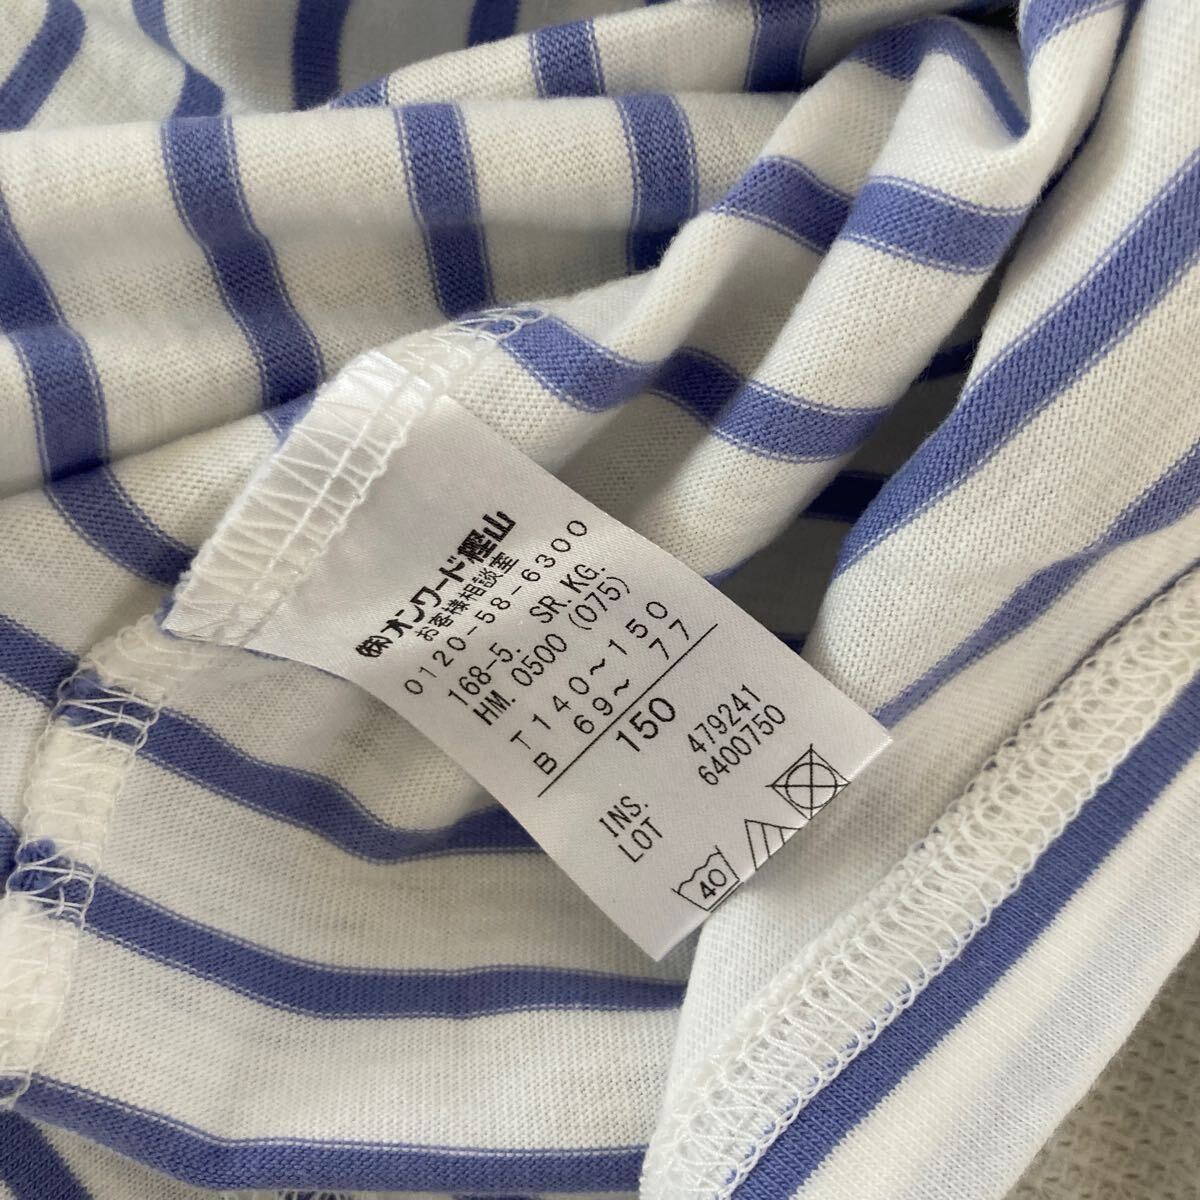 ㈱オンワード樫山
お客様相談室
0120-58-6300
168-5. SR.KG.
HM. 0500 (075)
T 140～150
B 69～ 77
150
INS. 479241
LOT 6400750
40